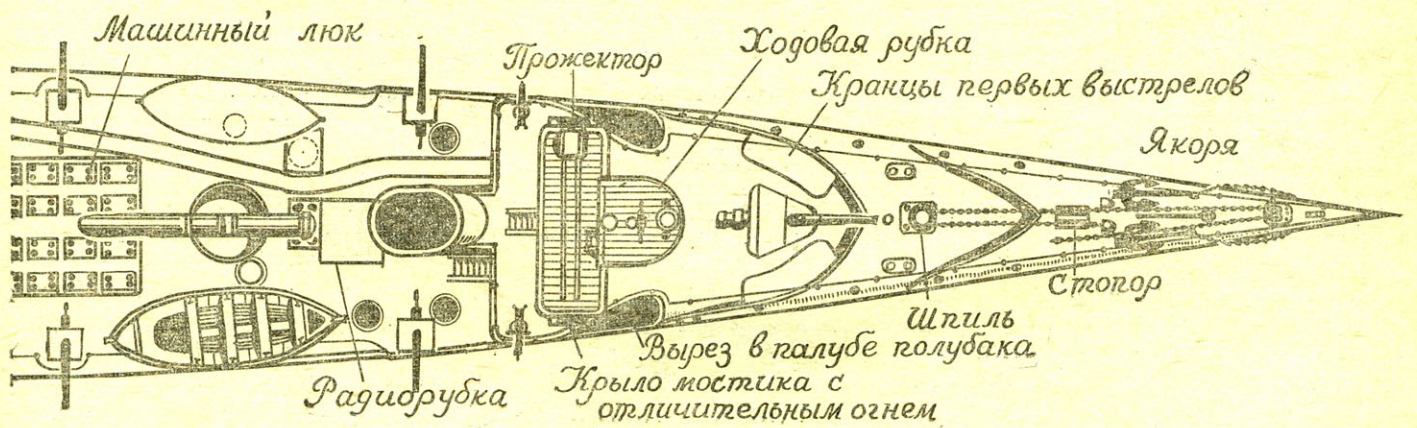 Машинный люк
Прожектор
Ходовая рубка
Кранцы первых выстрелов
Якоря
Стопор
Шпиль
Вырез в палубе полубака
Крыло мостика с
отличительным огнем
Радиорубка